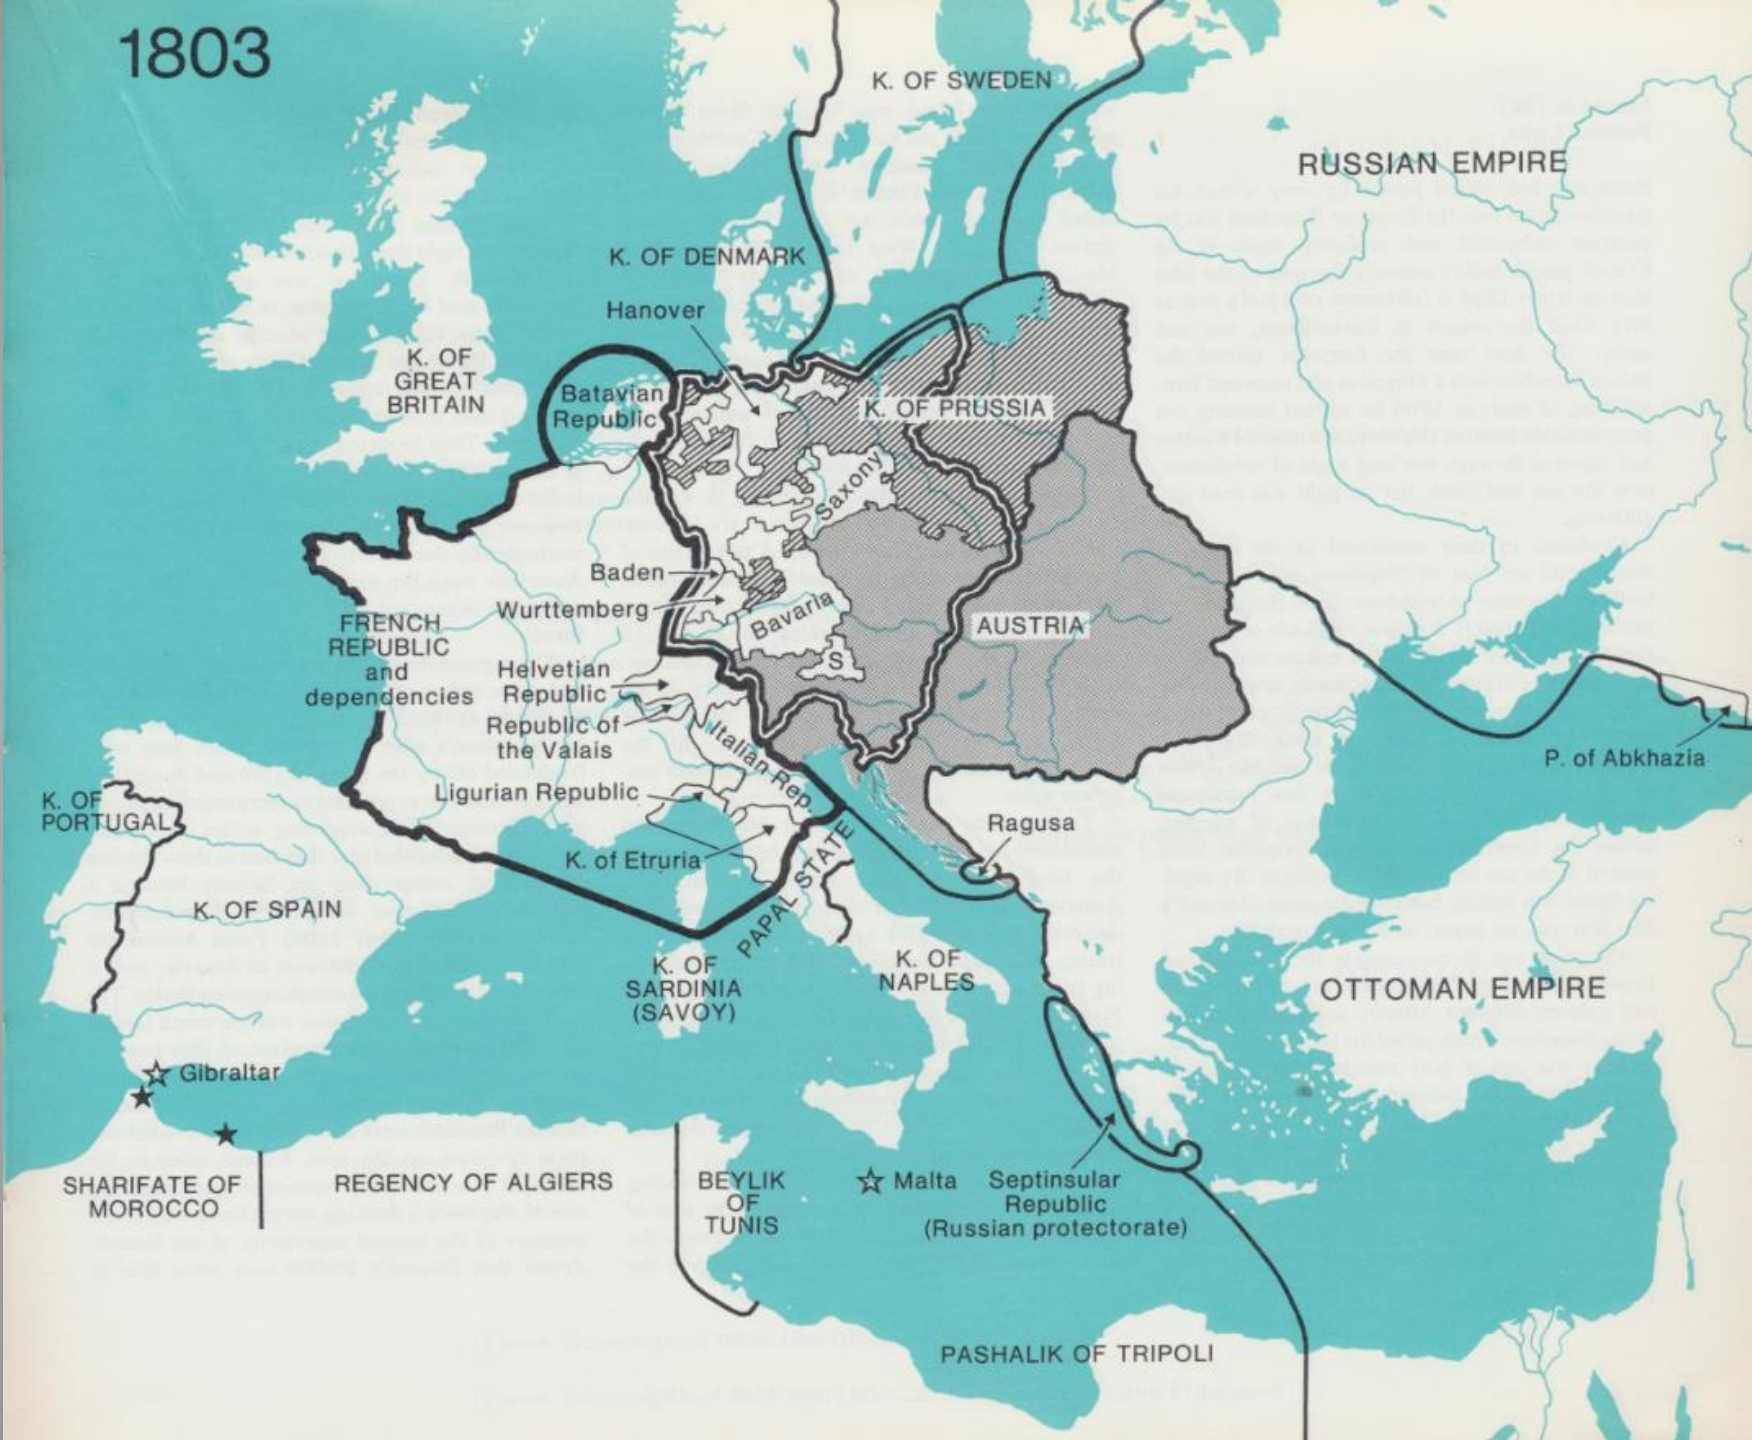 1803
K. OF SWEDEN
RUSSIAN EMPIRE
K. OF DENMARK
Hanover
K. OF
GREAT
BRITAIN
Batavian
Republic
K. OF PRUSSIA
Saxony
Baden
Wurttemberg
Bavaria
S
AUSTRIA
FRENCH
REPUBLIC
and
dependencies
Helvetian
Republic
Republic of
the Valais
Italian Rep.
Ligurian Republic
K. of Etruria
PAPAL STATE
P. of Abkhazia
K. OF
PORTUGAL
Ragusa
K. OF SPAIN
K. OF
SARDINIA
(SAVOY)
K. OF
NAPLES
OTTOMAN EMPIRE
Gibraltar
SHARIFATE OF
MOROCCO
REGENCY OF ALGIERS
BEYLIK
OF
TUNIS
Malta
Septinsular
Republic
(Russian protectorate)
PASHALIK OF TRIPOLI